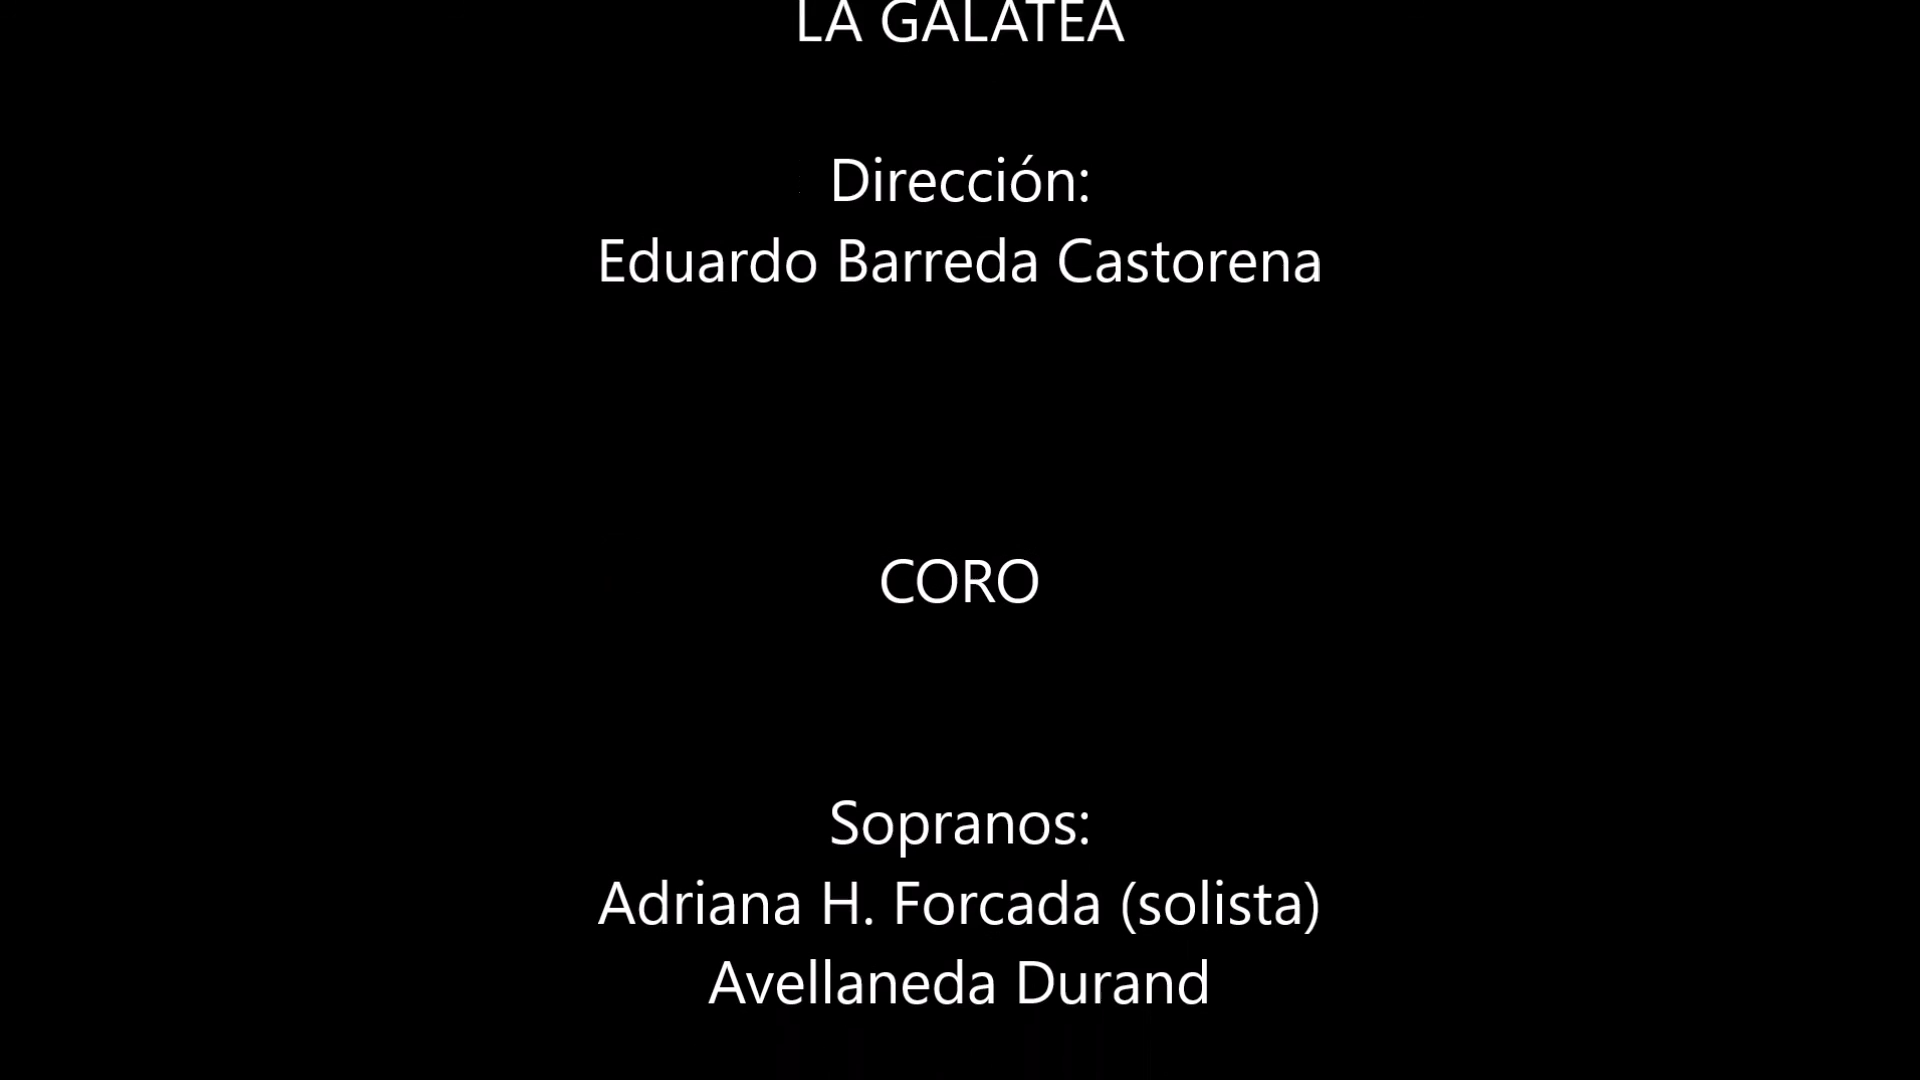 LA GALATEA
Dirección:
Eduardo Barreda Castorena
CORO
Sopranos:
Adriana H. Forcada (solista)
Avellaneda Durand